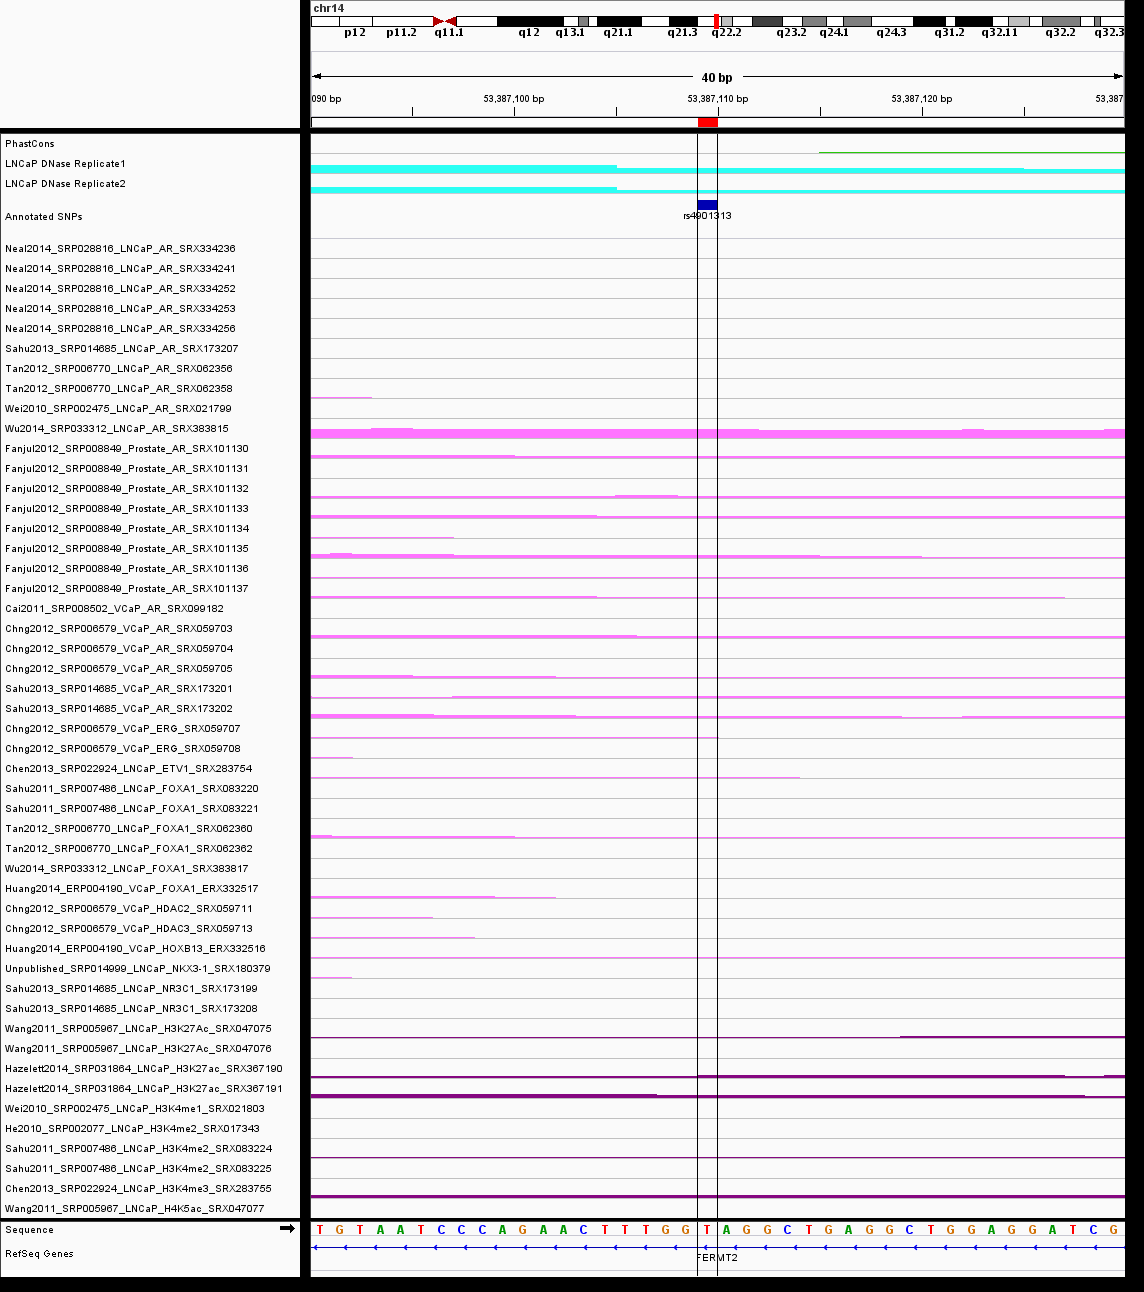 chr14
p12 p11.2 q11.1 q12 q13.1 q21.1 q21.3 q22.2 q23.2 q24.1 q24.3 q31.2 q32.11 q32.2 q32.3
40 bp
090 bp 53,387,100 bp 53,387,110 bp 53,387,120 bp 53,387
PhastCons
LNCaP DNase Replicate1
LNCaP DNase Replicate2
Annotated SNPs rs4901313
Neal2014_SRP028816_LNCaP_AR_SRX334236
Neal2014_SRP028816_LNCaP_AR_SRX334241
Neal2014_SRP028816_LNCaP_AR_SRX334252
Neal2014_SRP028816_LNCaP_AR_SRX334253
Neal2014_SRP028816_LNCaP_AR_SRX334256
Sahu2013_SRP014685_LNCaP_AR_SRX173207
Tan2012_SRP006770_LNCaP_AR_SRX062356
Tan2012_SRP006770_LNCaP_AR_SRX062358
Wei2010_SRP002475_LNCaP_AR_SRX021799
Wu2014_SRP033312_LNCaP_AR_SRX383815
Fanjul2012_SRP008849_Prostate_AR_SRX101130
Fanjul2012_SRP008849_Prostate_AR_SRX101131
Fanjul2012_SRP008849_Prostate_AR_SRX101132
Fanjul2012_SRP008849_Prostate_AR_SRX101133
Fanjul2012_SRP008849_Prostate_AR_SRX101134
Fanjul2012_SRP008849_Prostate_AR_SRX101135
Fanjul2012_SRP008849_Prostate_AR_SRX101136
Fanjul2012_SRP008849_Prostate_AR_SRX101137
Cai2011_SRP008502_VCaP_AR_SRX099182
Chng2012_SRP006579_VCaP_AR_SRX059703
Chng2012_SRP006579_VCaP_AR_SRX059704
Chng2012_SRP006579_VCaP_AR_SRX059705
Sahu2013_SRP014685_VCaP_AR_SRX173201
Sahu2013_SRP014685_VCaP_AR_SRX173202
Chng2012_SRP006579_VCaP_ERG_SRX059707
Chng2012_SRP006579_VCaP_ERG_SRX059708
Chen2013_SRP022924_LNCaP_ETV1_SRX283754
Sahu2011_SRP007486_LNCaP_FOXA1_SRX083220
Sahu2011_SRP007486_LNCaP_FOXA1_SRX083221
Tan2012_SRP006770_LNCaP_FOXA1_SRX062360
Tan2012_SRP006770_LNCaP_FOXA1_SRX062362
Wu2014_SRP033312_LNCaP_FOXA1_SRX383817
Huang2014_ERP004190_VCaP_FOXA1_ERX332517
Chng2012_SRP006579_VCaP_HDAC2_SRX059711
Chng2012_SRP006579_VCaP_HDAC3_SRX059713
Huang2014_ERP004190_VCaP_HOXB13_ERX332516
Unpublished_SRP014999_LNCaP_NKX3-1_SRX180379
Sahu2013_SRP014685_LNCaP_NR3C1_SRX173199
Sahu2013_SRP014685_LNCaP_NR3C1_SRX173208
Wang2011_SRP005967_LNCaP_H3K27Ac_SRX047075
Wang2011_SRP005967_LNCaP_H3K27Ac_SRX047076
Hazelett2014_SRP031864_LNCaP_H3K27ac_SRX367190
Hazelett2014_SRP031864_LNCaP_H3K27ac_SRX367191
Wei2010_SRP002475_LNCaP_H3K4me1_SRX021803
He2010_SRP002077_LNCaP_H3K4me2_SRX017343
Sahu2011_SRP007486_LNCaP_H3K4me2_SRX083224
Sahu2011_SRP007486_LNCaP_H3K4me2_SRX083225
Chen2013_SRP022924_LNCaP_H3K4me3_SRX283755
Wang2011_SRP005967_LNCaP_H4K5ac_SRX047077
Sequence T G T A A T C C C A G A A C T T T G G T A G G C T G A G G C T G G A G G A T C G
RefSeq Genes FERMT2